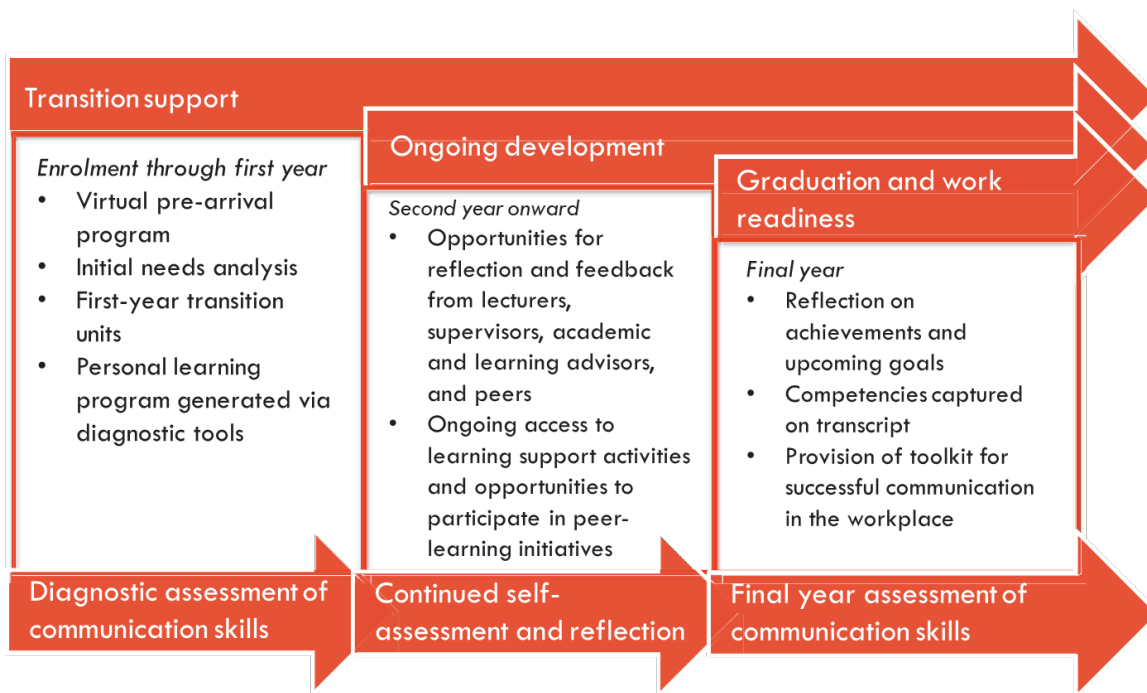 Transition support
Enrolment through first year
• Virtual pre-arrival
program
• Initial needs analysis
• First-year transition
units
• Personal learning
program generated via
diagnostic tools
Diagnostic assessment of
communication skills
Ongoing development
Second year onward
• Opportunities for
reflection and feedback
from lecturers,
supervisors, academic
and learning advisors,
and peers
• Ongoing access to
learning support activities
and opportunities to
participate in peer-
learning initiatives
Continued self-
assessment and reflection
Graduation and work
readiness
Final year
• Reflection on
achievements and
upcoming goals
• Competencies captured
on transcript
• Provision of toolkit for
successful communication
in the workplace
Final year assessment of
communication skills